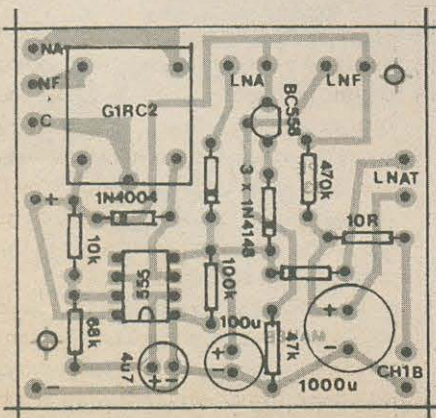 NA
NF
C
+
G1RC2
LNA
BC558
LNF
3 x 1N4148
470k
LNAT
1N4004
10R
10k
555
100k
68k
4u7
+ -
100u
+
-
47k
+
-
1000u
CH1B
-